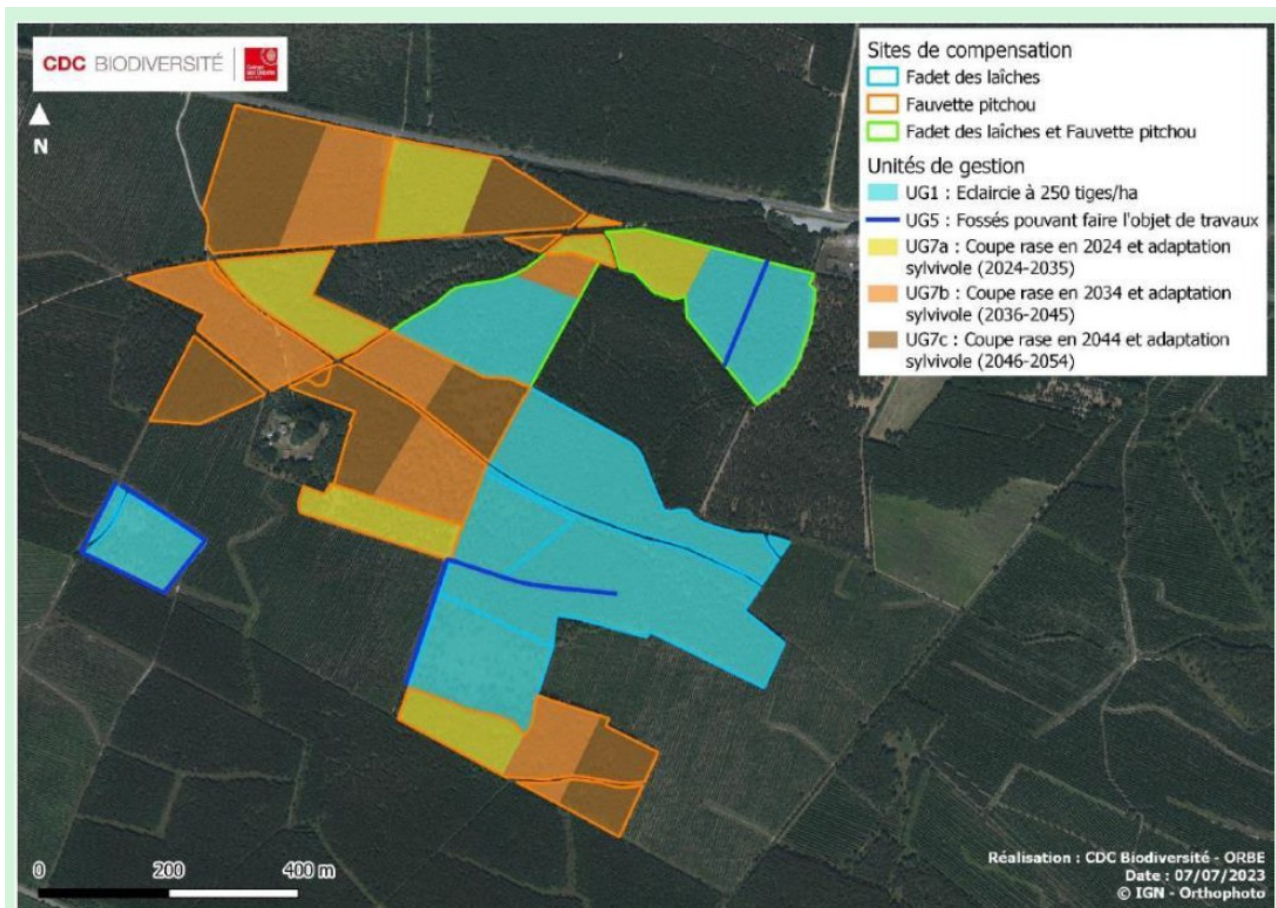 CDC BIODIVERSITÉ
N
Sites de compensation
Fadet des laîches
Fauvette pitchou
Fadet des laîches et Fauvette pitchou
Unités de gestion
UG1 : Eclaircie à 250 tiges/ha
UG5 : Fossés pouvant faire l'objet de travaux
UG7a : Coupe rase en 2024 et adaptation
sylvivole (2024-2035)
UG7b : Coupe rase en 2034 et adaptation
sylvivole (2036-2045)
UG7c : Coupe rase en 2044 et adaptation
sylvivole (2046-2054)
0 200 400 m
Réalisation : CDC Biodiversité - ORBE
Date : 07/07/2023
© IGN - Orthophoto